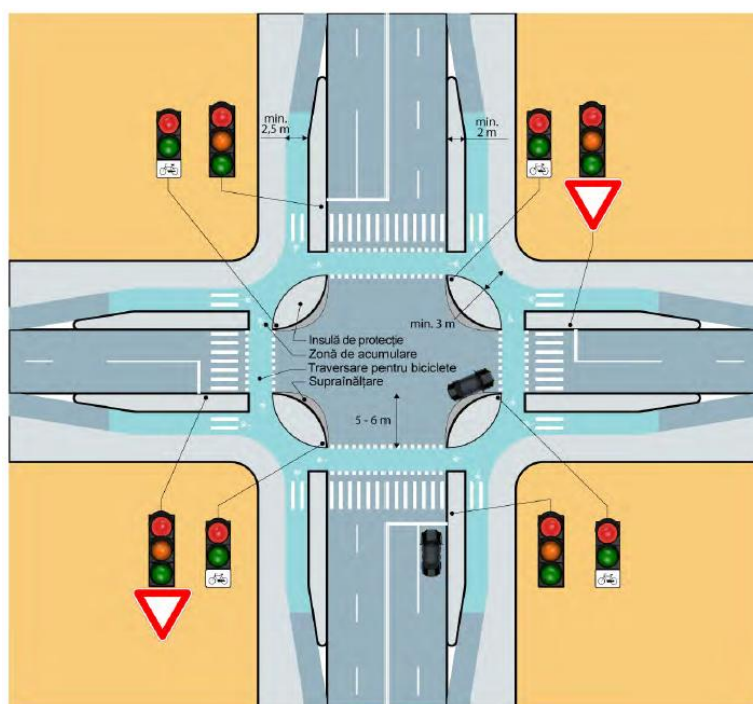 min.
2,5 m
min.
2 m
min. 3 m
Insulă de protecție
Zonă de acumulare
Traversare pentru biciclete
Supraînălțare
5 - 6 m